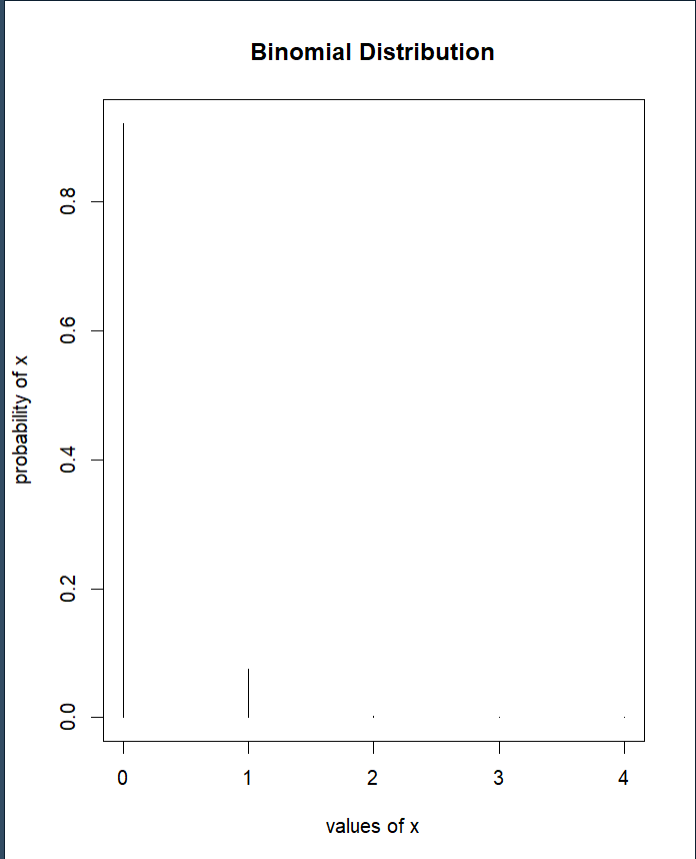 Binomial Distribution
probability of x
0.8
0.6
0.4
0.2
0.0
0 1 2 3 4
values of x